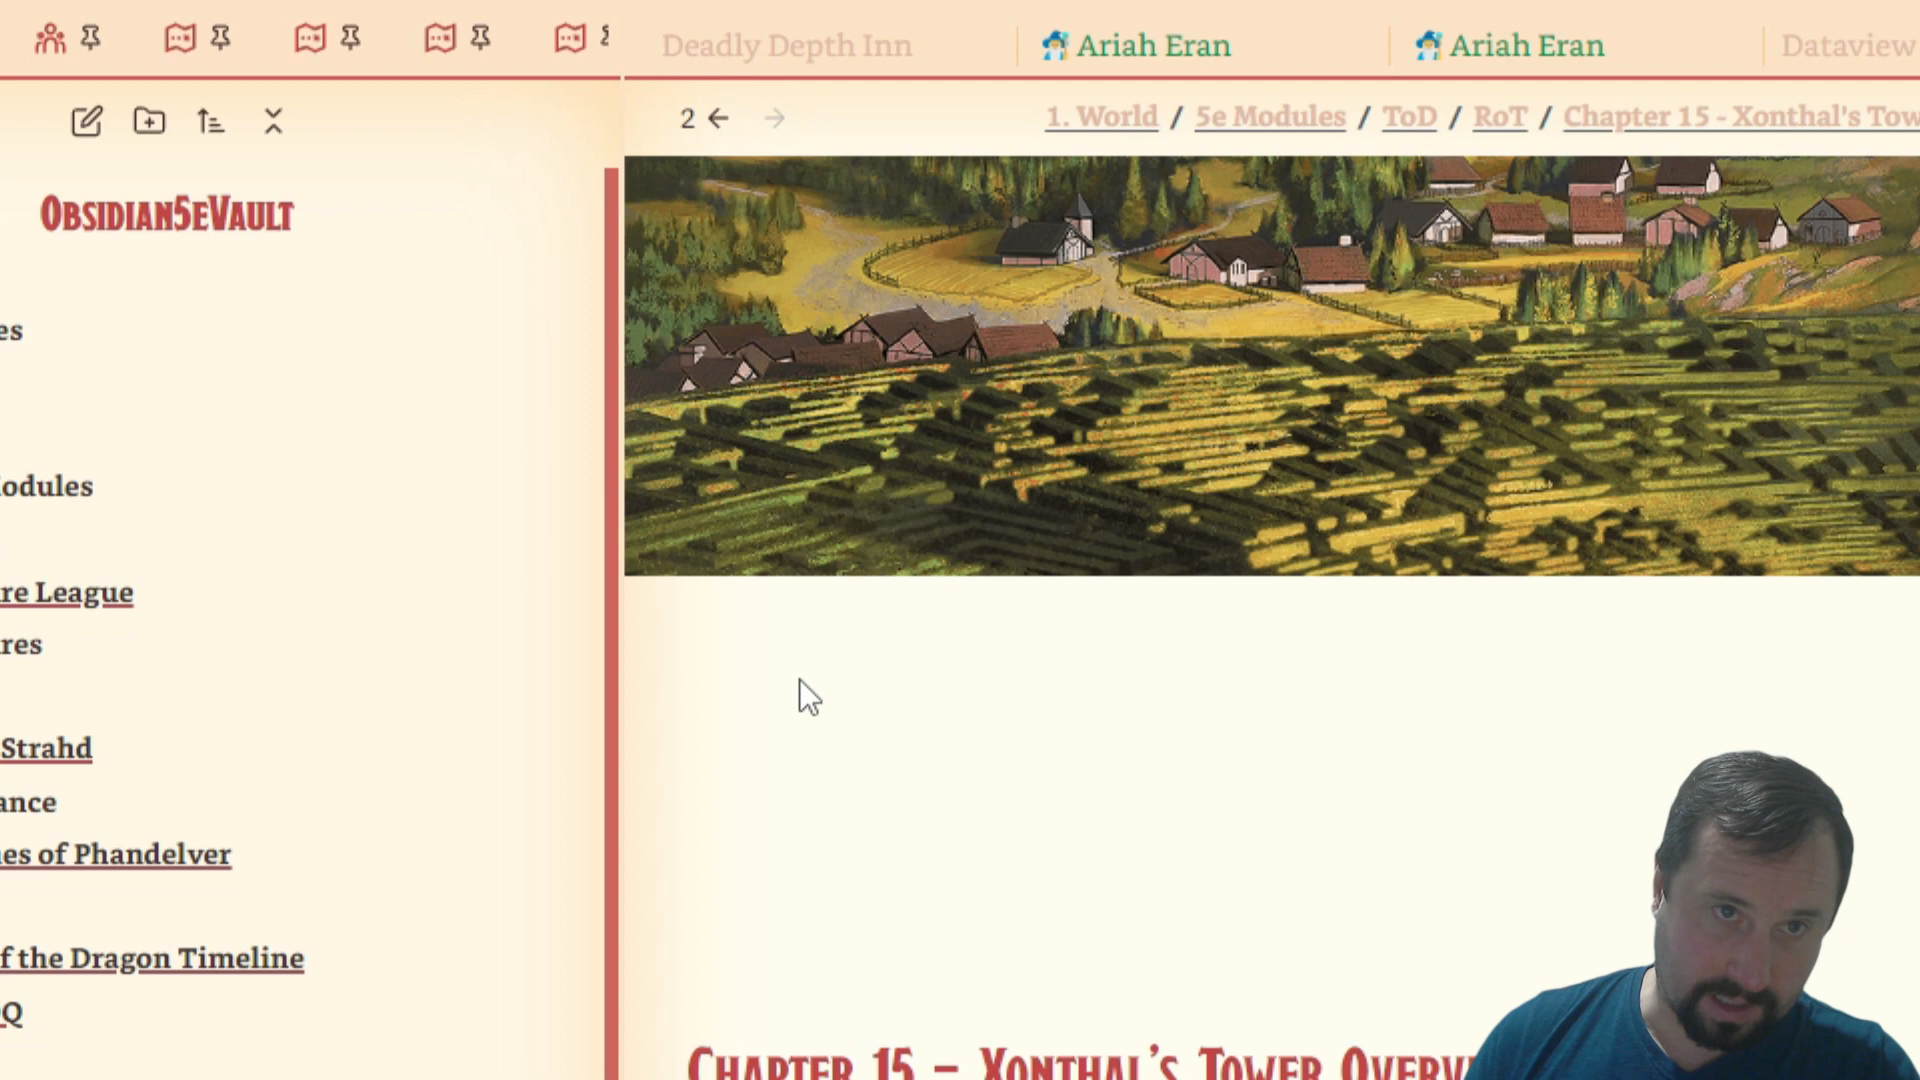 Deadly Depth Inn
Ariah Eran
Ariah Eran
Dataview
2
1. World / 5e Modules / ToD / RoT / Chapter 15 - Xonthal's Tow
Obsidian5eVault
es
odules
re League
res
Strahd
ance
es of Phandelver
f the Dragon Timeline
Q
Chapter 15 – Xonthal's Tower Overv